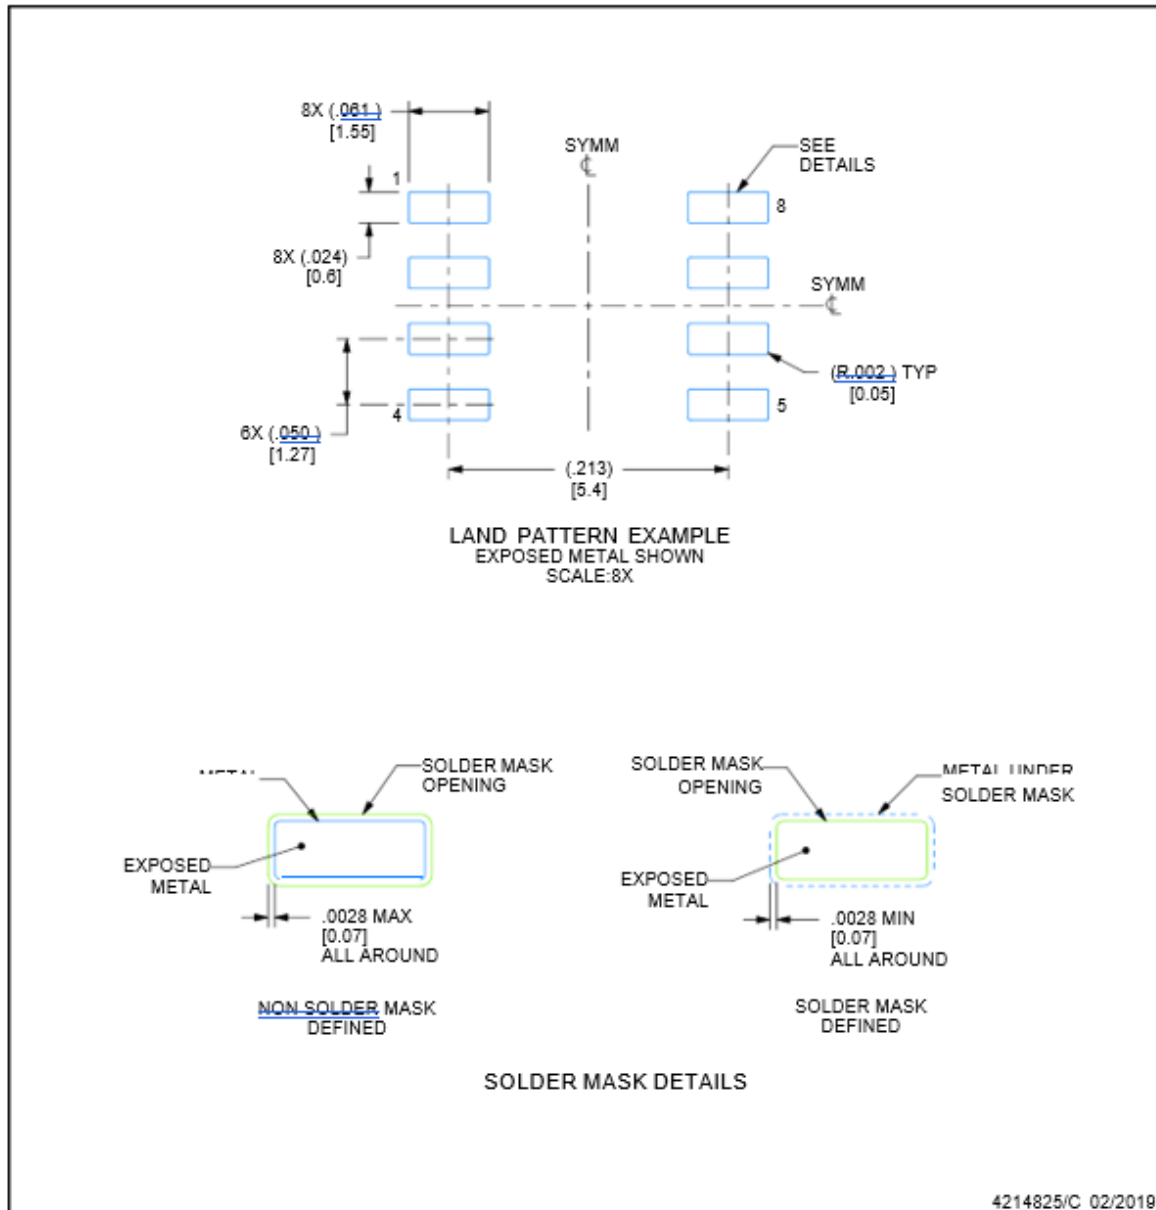 8X (.061 )
[1.55]
SYMM
SEE
DETAILS
1
8
8X (.024)
[0.6]
SYMM
(R.002 ) TYP
[0.05]
4
5
6X (.050 )
[1.27]
(.213)
[5.4]
LAND PATTERN EXAMPLE
EXPOSED METAL SHOWN
SCALE:8X
METAL
SOLDER MASK
OPENING
EXPOSED
METAL
.0028 MAX
[0.07]
ALL AROUND
NON SOLDER MASK
DEFINED
SOLDER MASK
OPENING
METAL UNDER
SOLDER MASK
EXPOSED
METAL
.0028 MIN
[0.07]
ALL AROUND
SOLDER MASK
DEFINED
SOLDER MASK DETAILS
4214825/C 02/2019